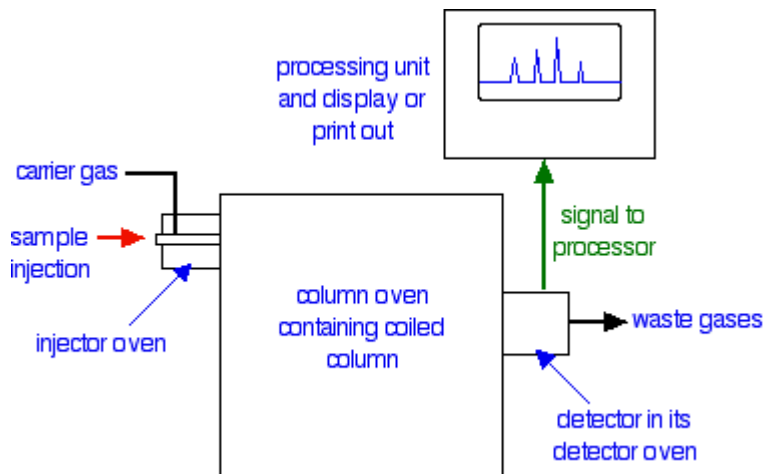 processing unit
and display or
print out
carrier gas
sample
injection
injector oven
column oven
containing coiled
column
signal to
processor
waste gases
detector in its
detector oven